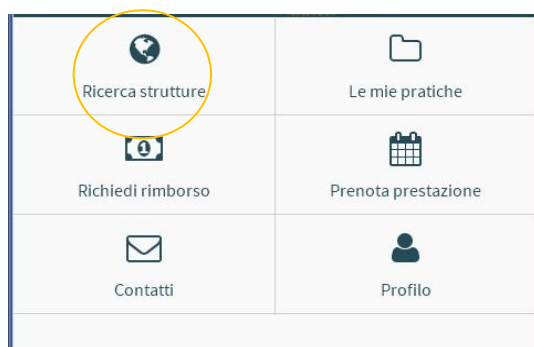 Ricerca strutture
Le mie pratiche
Richiedi rimborso
Prenota prestazione
Contatti
Profilo